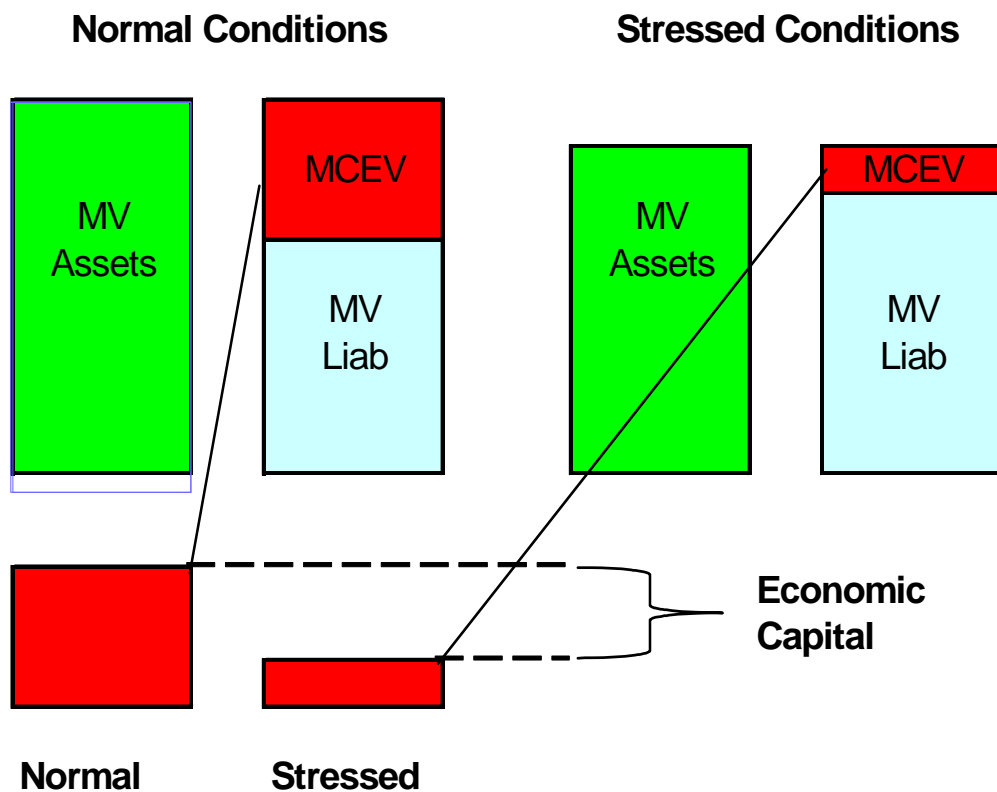 Normal Conditions
Stressed Conditions
MV
Assets
MCEV
MV
Liab
MV
Assets
MCEV
MV
Liab
Economic
Capital
Normal
Stressed